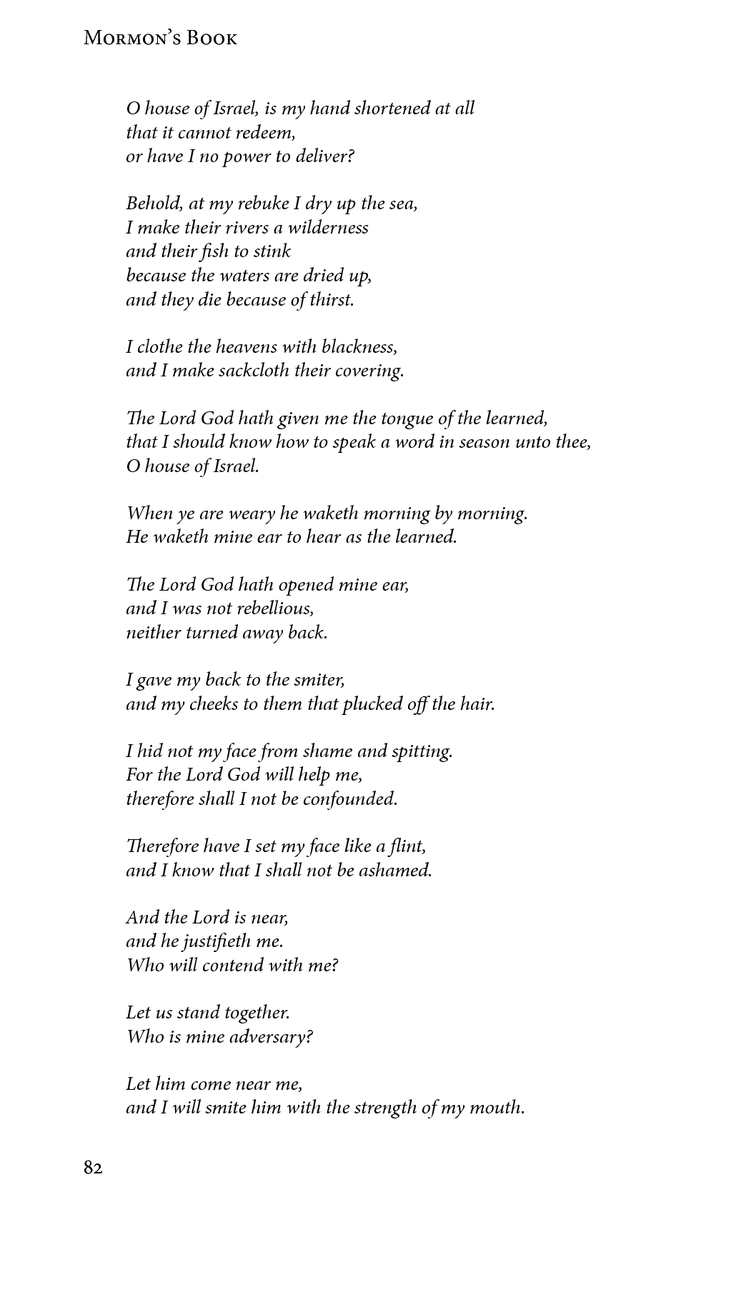 Mormon's Book
O house of Israel, is my hand shortened at all
that it cannot redeem,
or have I no power to deliver?
Behold, at my rebuke I dry up the sea,
I make their rivers a wilderness
and their fish to stink
because the waters are dried up,
and they die because of thirst.
I clothe the heavens with blackness,
and I make sackcloth their covering.
The Lord God hath given me the tongue of the learned,
that I should know how to speak a word in season unto thee,
O house of Israel.
When ye are weary he waketh morning by morning.
He waketh mine ear to hear as the learned.
The Lord God hath opened mine ear,
and I was not rebellious,
neither turned away back.
I gave my back to the smiter,
and my cheeks to them that plucked off the hair.
I hid not my face from shame and spitting.
For the Lord God will help me,
therefore shall I not be confounded.
Therefore have I set my face like a flint,
and I know that I shall not be ashamed.
And the Lord is near,
and he justifieth me.
Who will contend with me?
Let us stand together.
Who is mine adversary?
Let him come near me,
and I will smite him with the strength of my mouth.
82